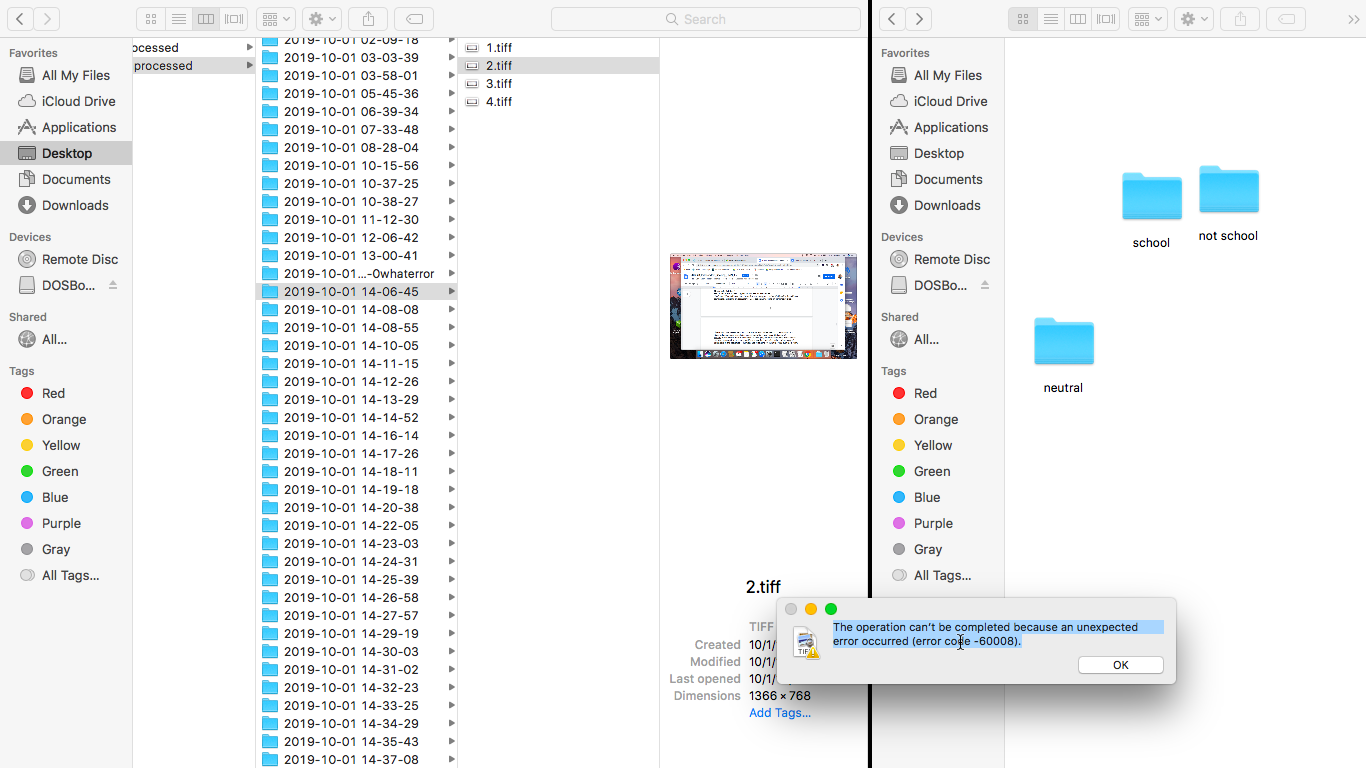 Search
Favorites
All My Files
iCloud Drive
Applications
Desktop
Documents
Downloads
Devices
Remote Disc
DOSBo...
Shared
All...
Tags
Red
Orange
Yellow
Green
Blue
Purple
Gray
All Tags...
ocessed
processed
2019-10-01 02-09-18
2019-10-01 03-03-39
2019-10-01 03-58-01
2019-10-01 05-45-36
2019-10-01 06-39-34
2019-10-01 07-33-48
2019-10-01 08-28-04
2019-10-01 10-15-56
2019-10-01 10-37-25
2019-10-01 10-38-27
2019-10-01 11-12-30
2019-10-01 12-06-42
2019-10-01 13-00-41
2019-10-01...-Owhaterror
2019-10-01 14-06-45
2019-10-01 14-08-08
2019-10-01 14-08-55
2019-10-01 14-10-05
2019-10-01 14-11-15
2019-10-01 14-12-26
2019-10-01 14-13-29
2019-10-01 14-14-52
2019-10-01 14-16-14
2019-10-01 14-17-26
2019-10-01 14-18-11
2019-10-01 14-19-18
2019-10-01 14-20-38
2019-10-01 14-22-05
2019-10-01 14-23-03
2019-10-01 14-24-31
2019-10-01 14-25-39
2019-10-01 14-26-58
2019-10-01 14-27-57
2019-10-01 14-29-19
2019-10-01 14-30-03
2019-10-01 14-31-02
2019-10-01 14-32-23
2019-10-01 14-33-25
2019-10-01 14-34-29
2019-10-01 14-35-43
2019-10-01 14-37-08
1.tiff
2.tiff
3.tiff
4.tiff
2.tiff
TIFF
Created 10/1/
Modified 10/1/
Last opened 10/1/
Dimensions 1366 × 768
Add Tags...
Favorites
All My Files
iCloud Drive
Applications
Desktop
Documents
Downloads
Devices
Remote Disc
DOSBo...
Shared
All...
Tags
Red
Orange
Yellow
Green
Blue
Purple
Gray
All Tags...
school
not school
neutral
The operation can't be completed because an unexpected
error occurred (error code -60008).
OK